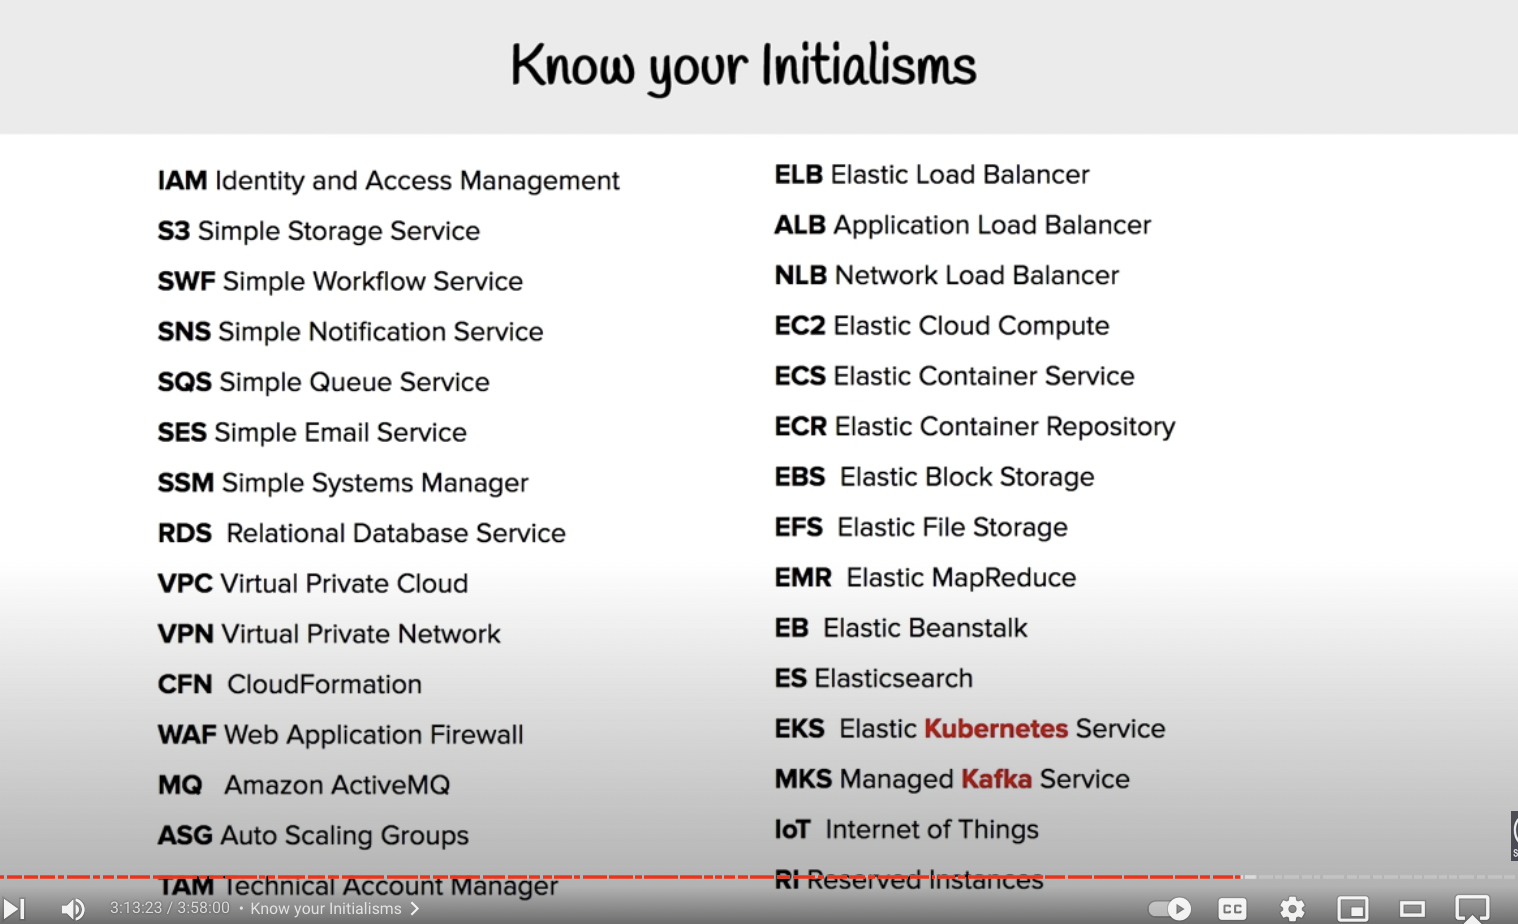 Know your Initialisms
IAM Identity and Access Management
S3 Simple Storage Service
SWF Simple Workflow Service
SNS Simple Notification Service
SQS Simple Queue Service
SES Simple Email Service
SSM Simple Systems Manager
RDS Relational Database Service
VPC Virtual Private Cloud
VPN Virtual Private Network
CFN CloudFormation
WAF Web Application Firewall
MQ Amazon ActiveMQ
ASG Auto Scaling Groups
TAM Technical Account Manager
ELB Elastic Load Balancer
ALB Application Load Balancer
NLB Network Load Balancer
EC2 Elastic Cloud Compute
ECS Elastic Container Service
ECR Elastic Container Repository
EBS Elastic Block Storage
EFS Elastic File Storage
EMR Elastic MapReduce
EB Elastic Beanstalk
ES Elasticsearch
EKS Elastic Kubernetes Service
MKS Managed Kafka Service
IoT Internet of Things
RI Reserved Instances
3:13:23 / 3:58:00 • Know your Initialisms
CC